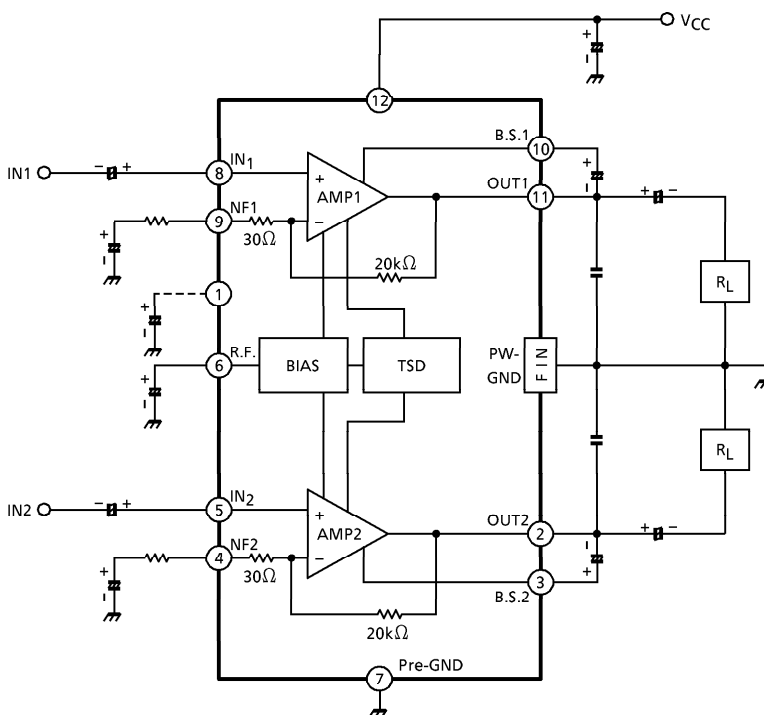 VCC
12
B.S.1
10
IN1
8
IN1
+
AMP1
−
OUT1
11
9
NF1
30Ω
20kΩ
1
RL
6
R.F.
BIAS
TSD
PW-
GND
FIN
RL
IN2
5
IN2
+
AMP2
−
OUT2
2
4
NF2
30Ω
3
B.S.2
20kΩ
Pre-GND
7